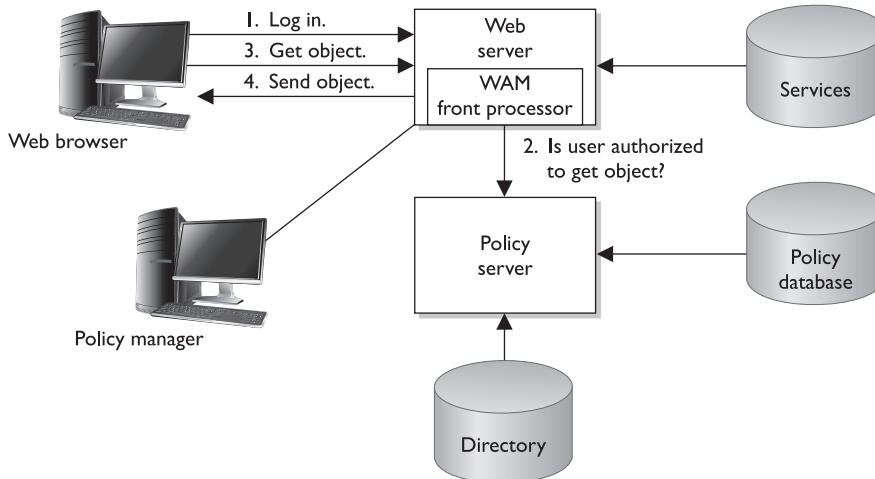 1. Log in.
3. Get object.
4. Send object.
Web browser
Web
server
WAM
front processor
Services
2. Is user authorized
to get object?
Policy manager
Policy
server
Policy
database
Directory